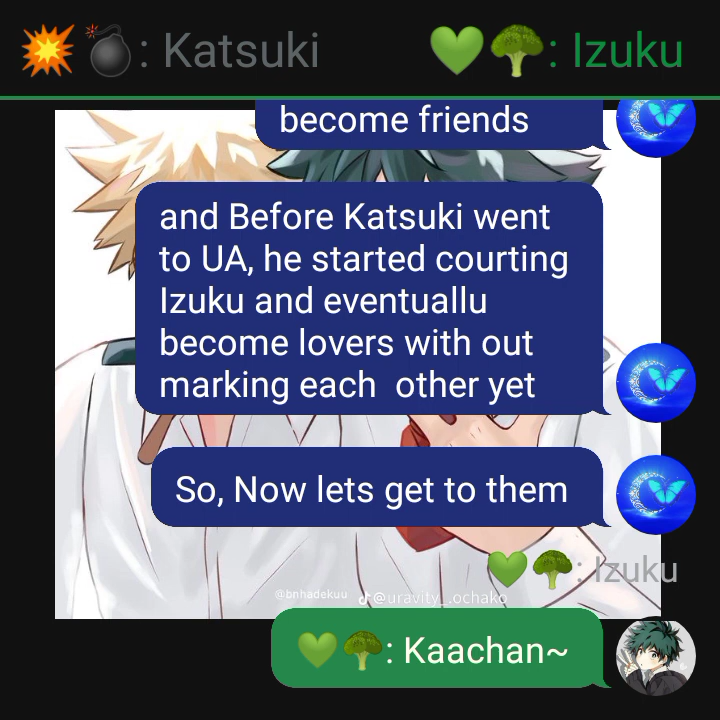 💥💣: Katsuki
💚🥦: Izuku
become friends
and Before Katsuki went
to UA, he started courting
Izuku and eventuallu
become lovers with out
marking each  other yet
So, Now lets get to them
💚🥦: Izuku
@bnhadekuu
@uravity_.ochako
💚🥦: Kaachan~